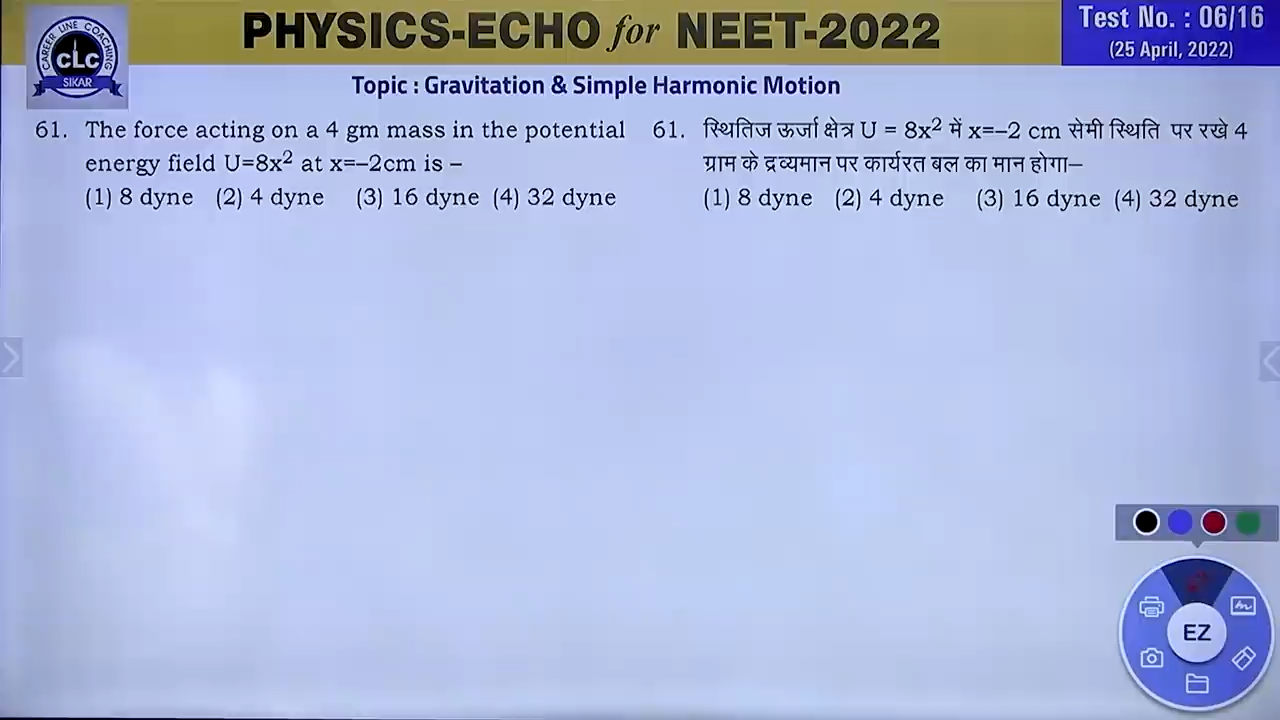 PHYSICS-ECHO for NEET-2022
Test No. : 06/16
(25 April, 2022)
CAREER LINE COACHING
CLC
SIKAR
Topic : Gravitation & Simple Harmonic Motion
61. The force acting on a 4 gm mass in the potential
energy field U=8x² at x=–2cm is –
(1) 8 dyne (2) 4 dyne (3) 16 dyne (4) 32 dyne
61. स्थितिज ऊर्जा क्षेत्र U = 8x² में x=–2 cm सेमी स्थिति पर रखे 4
ग्राम के द्रव्यमान पर कार्यरत बल का मान होगा–
(1) 8 dyne (2) 4 dyne (3) 16 dyne (4) 32 dyne
EZ